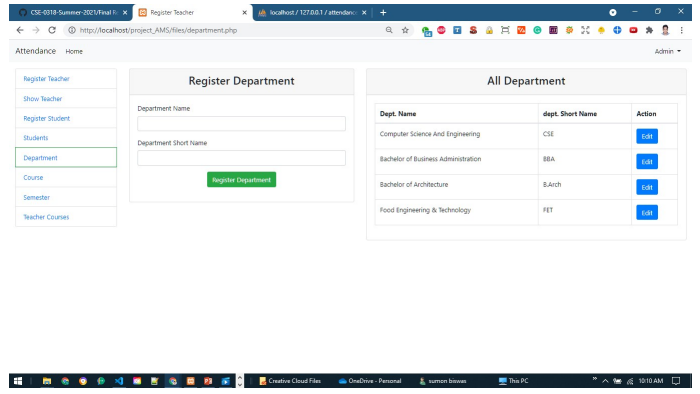 CSE-0318-Summer-2021/Final Re
Register Teacher
localhost / 127.0.0.1 / attendanc
http://localhost/project_AMS/files/department.php
Attendance Home
Admin
Register Teacher
Show Teacher
Register Student
Students
Department
Course
Semester
Teacher Courses
Register Department
Department Name
Department Short Name
Register Department
All Department
Dept. Name dept. Short Name Action
Computer Science And Engineering CSE Edit
Bachelor of Business Administration BBA Edit
Bachelor of Architecture B.Arch Edit
Food Engineering & Technology FET Edit
Creative Cloud Files OneDrive - Personal sumon biswas This PC 10:10 AM